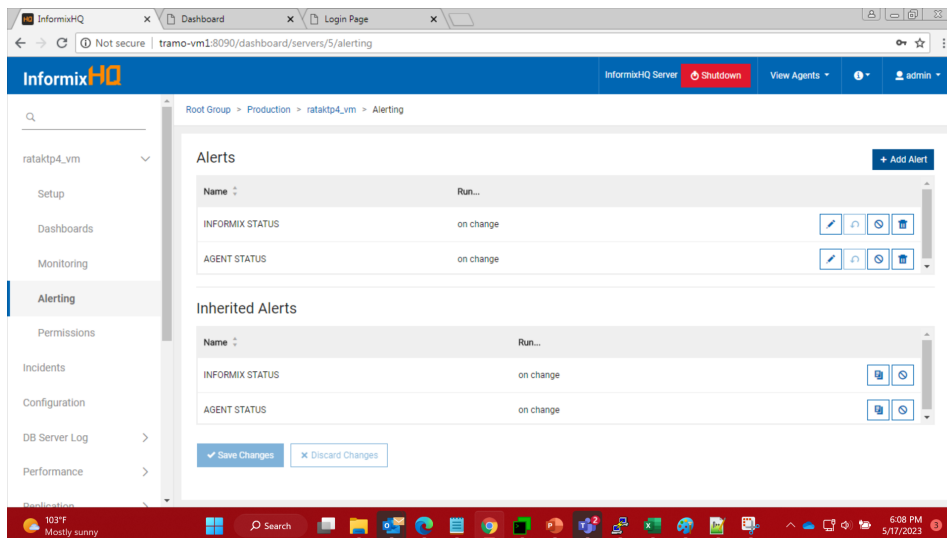 InformixHQ
Dashboard
Login Page
Not secure | tramo-vm1:8090/dashboard/servers/5/alerting
InformixHQ
InformixHQ Server
Shutdown
View Agents
admin
Root Group > Production > rataktp4_vm > Alerting
rataktp4_vm
Setup
Dashboards
Monitoring
Alerting
Permissions
Incidents
Configuration
DB Server Log
Performance
Replication
Alerts
+ Add Alert
Name Run...
INFORMIX STATUS on change
AGENT STATUS on change
Inherited Alerts
Name Run...
INFORMIX STATUS on change
AGENT STATUS on change
Save Changes
Discard Changes
103°F
Mostly sunny
Search
2
6:08 PM
5/17/2023
3